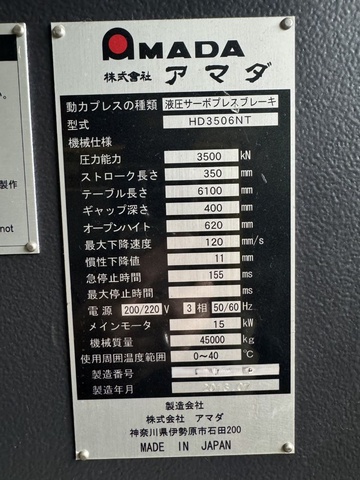 AMADA
株式會社 アマダ
動力プレスの種類 液圧サーボプレスブレーキ
型式 HD3506NT
機械仕様
圧力能力 3500 kN
ストローク長さ 350 mm
テーブル長さ 6100 mm
ギャップ深さ 400 mm
オープンハイト 620 mm
最大下降速度 120 mm/s
慣性下降値 11 mm
急停止時間 155 ms
最大停止時間 ms
電源 200/220 V 3 相 50/60 Hz
メインモータ 15 kW
機械質量 45000 kg
使用周囲温度範囲 0~40 ℃
製造番号
製造年月
製造会社
株式会社 アマダ
神奈川県伊勢原市石田200
MADE IN JAPAN
い。
製作
not